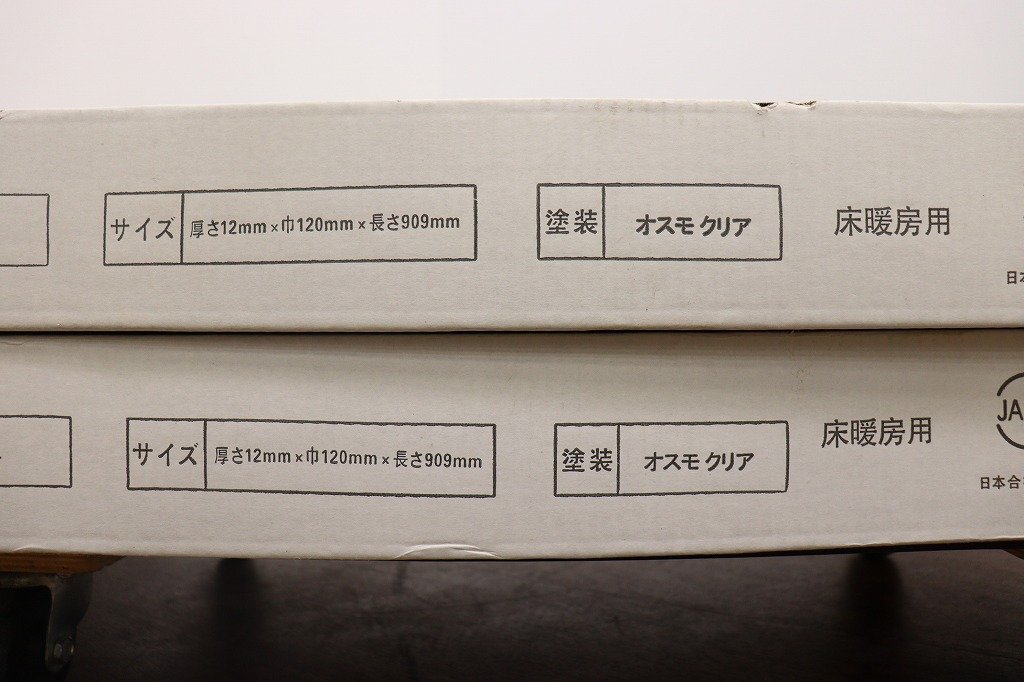 サイズ 厚さ12mm×巾120mm×長さ909mm 塗装 オスモ クリア 床暖房用
日本
サイズ 厚さ12mm×巾120mm×長さ909mm 塗装 オスモ クリア 床暖房用
JA
日本合